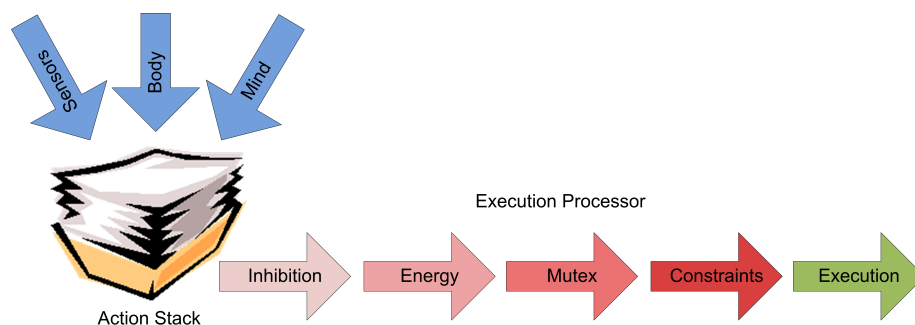 Sensors
Body
Mind
Execution Processor
Inhibition
Energy
Mutex
Constraints
Execution
Action Stack